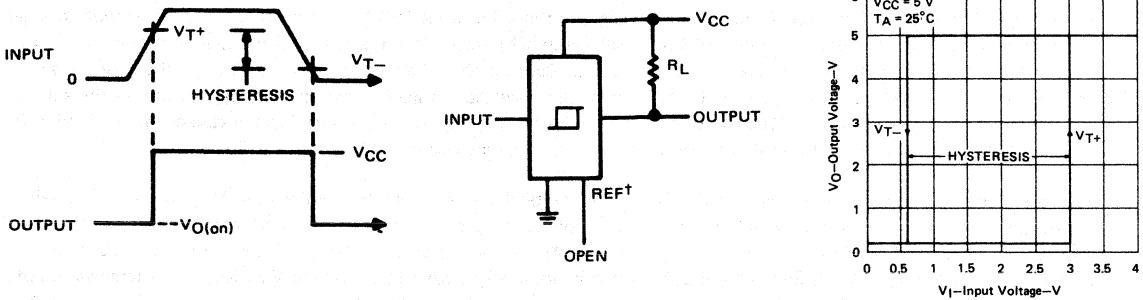 INPUT
0
VT+
VT−
HYSTERESIS
VCC
OUTPUT
VO(on)
VCC
RL
INPUT
OUTPUT
REF†
OPEN
VCC = 5 V
TA = 25°C
5
4
3
2
1
0
VO–Output Voltage–V
VT−
HYSTERESIS
VT+
0 0.5 1 1.5 2 2.5 3 3.5 4
VI–Input Voltage–V